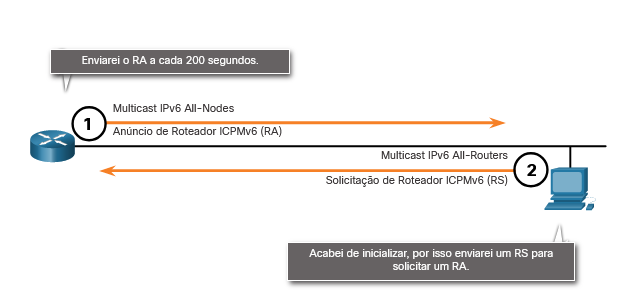 Enviarei o RA a cada 200 segundos.
1
Multicast IPv6 All-Nodes
Anúncio de Roteador ICPMv6 (RA)
Multicast IPv6 All-Routers
2
Solicitação de Roteador ICPMv6 (RS)
Acabei de inicializar, por isso enviarei um RS para
solicitar um RA.